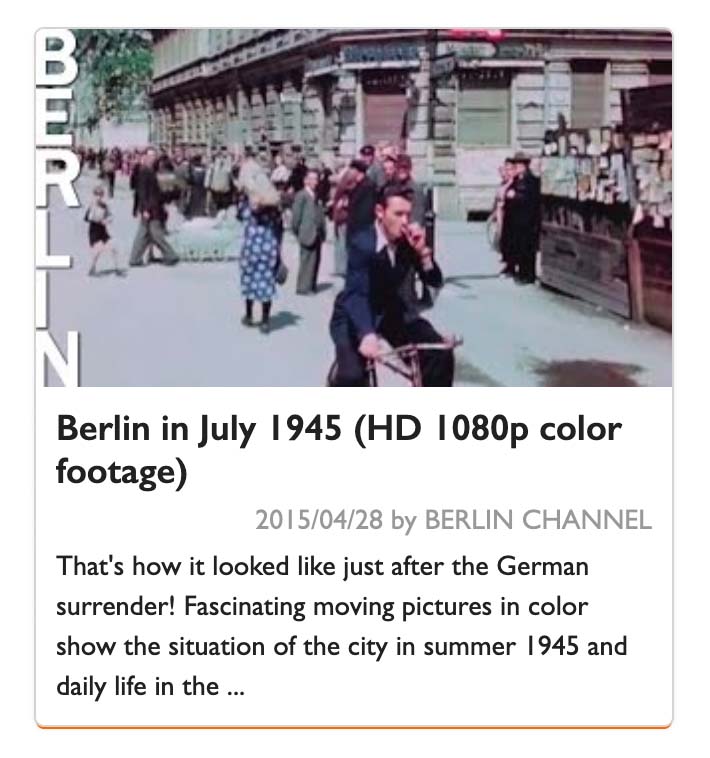 BERLIN
Berlin in July 1945 (HD 1080p color
footage)
2015/04/28 by BERLIN CHANNEL
That's how it looked like just after the German
surrender! Fascinating moving pictures in color
show the situation of the city in summer 1945 and
daily life in the ...